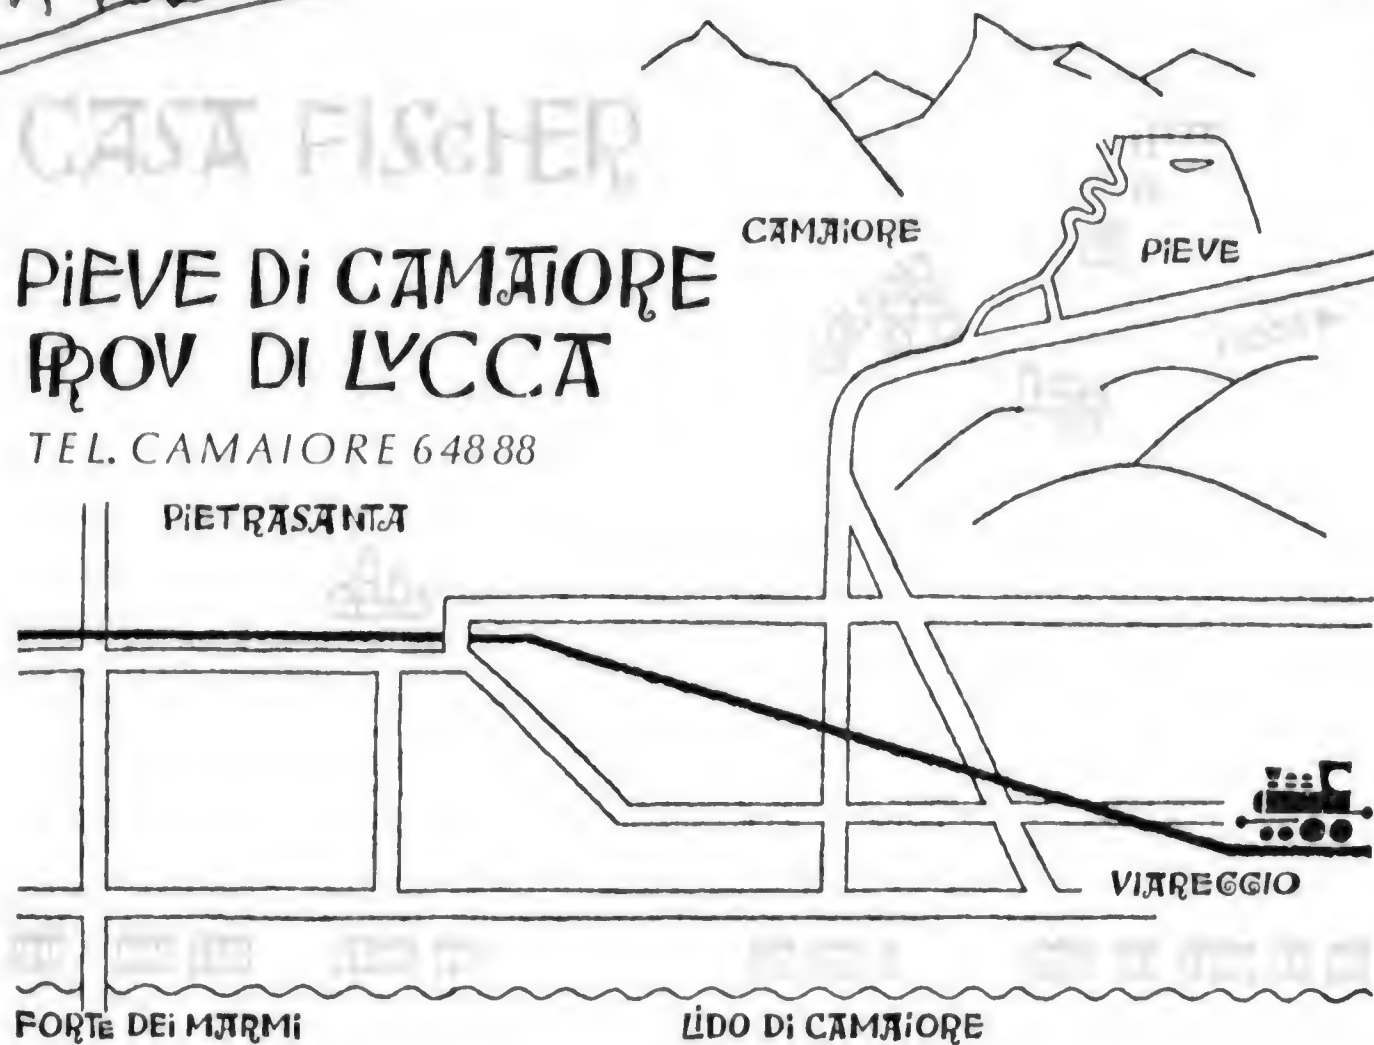 CASA FISCHER
CAMAIORE
PIEVE
PIEVE DI CAMAIORE
PROV DI LVCCA
TEL. CAMAIORE 64888
PIETRASANTA
VIAREGGIO
FORTE DEI MARMI
LIDO DI CAMAIORE